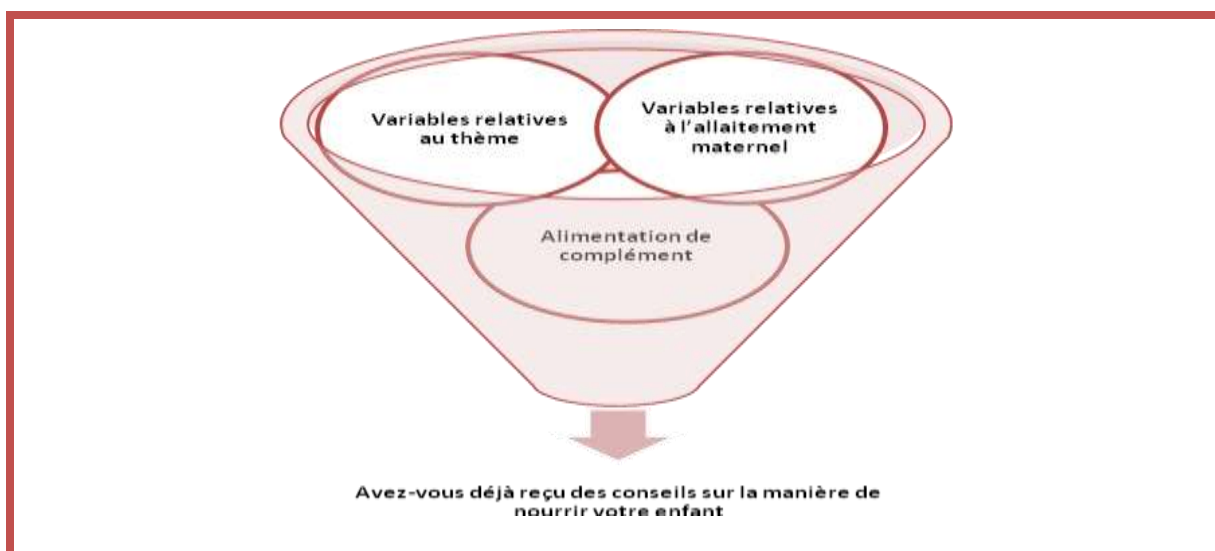 Variables relatives
au thème
Variables relatives
à l'allaitement
maternel
Alimentation de
complément
Avez-vous déjà reçu des conseils sur la manière de
nourrir votre enfant